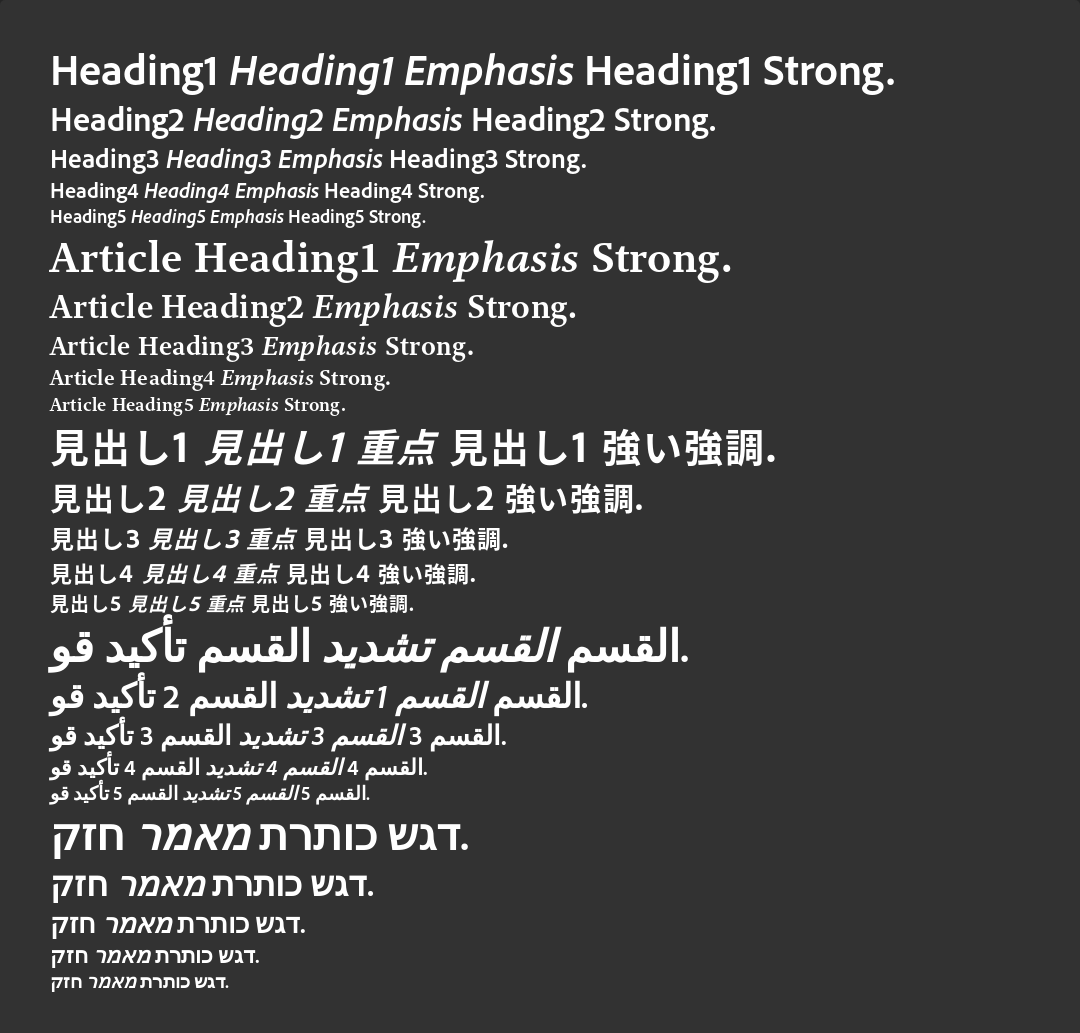 Heading1 Heading1 Emphasis Heading1 Strong.
Heading2 Heading2 Emphasis Heading2 Strong.
Heading3 Heading3 Emphasis Heading3 Strong.
Heading4 Heading4 Emphasis Heading4 Strong.
Heading5 Heading5 Emphasis Heading5 Strong.
Article Heading1 Emphasis Strong.
Article Heading2 Emphasis Strong.
Article Heading3 Emphasis Strong.
Article Heading4 Emphasis Strong.
Article Heading5 Emphasis Strong.
見出し1 見出し1 重点 見出し1 強い強調.
見出し2 見出し2 重点 見出し2 強い強調.
見出し3 見出し3 重点 見出し3 強い強調.
見出し4 見出し4 重点 見出し4 強い強調.
見出し5 見出し5 重点 見出し5 強い強調.
القسم القسم تشديد القسم تأكيد قو.
القسم القسم 1 تشديد القسم 2 تأكيد قو.
القسم 3 القسم 3 تشديد القسم 3 تأكيد قو.
القسم 4 القسم 4 تشديد القسم 4 تأكيد قو.
القسم 5 القسم 5 تشديد القسم 5 تأكيد قو.
דגש כותרת מאמר חזק.
דגש כותרת מאמר חזק.
דגש כותרת מאמר חזק.
דגש כותרת מאמר חזק.
דגש כותרת מאמר חזק.